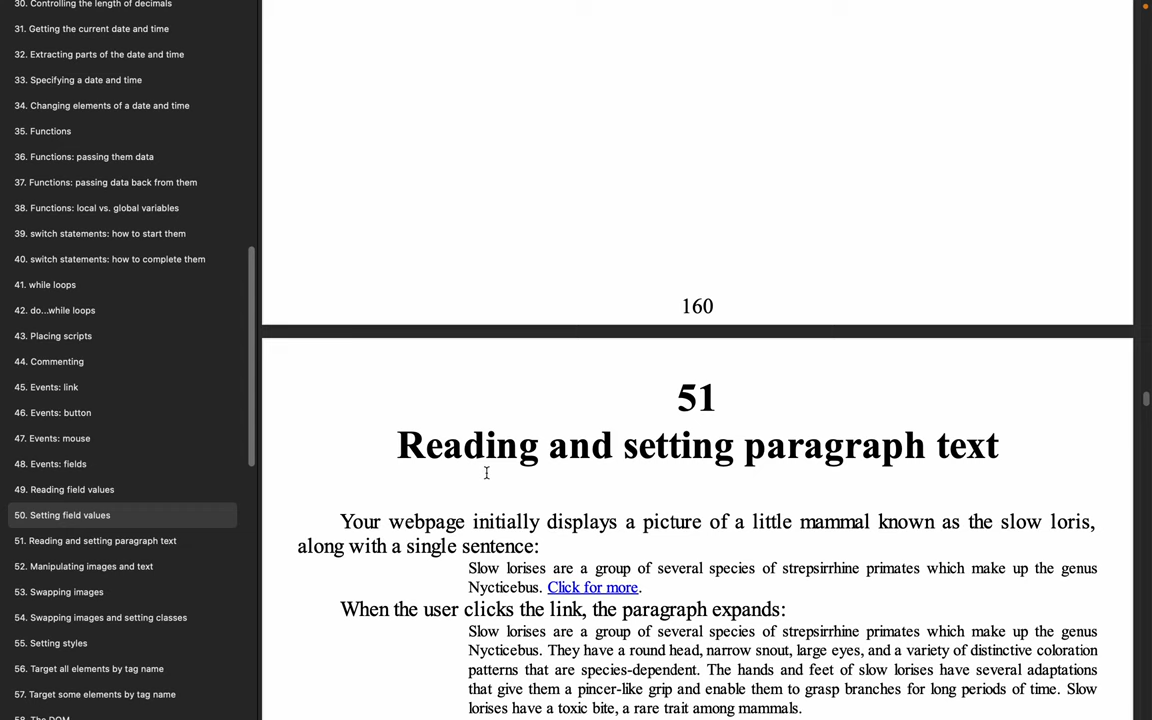 30. Controlling the length of decimals
31. Getting the current date and time
32. Extracting parts of the date and time
33. Specifying a date and time
34. Changing elements of a date and time
35. Functions
36. Functions: passing them data
37. Functions: passing data back from them
38. Functions: local vs. global variables
39. switch statements: how to start them
40. switch statements: how to complete them
41. while loops
42. do...while loops
43. Placing scripts
44. Commenting
45. Events: link
46. Events: button
47. Events: mouse
48. Events: fields
49. Reading field values
50. Setting field values
51. Reading and setting paragraph text
52. Manipulating images and text
53. Swapping images
54. Swapping images and setting classes
55. Setting styles
56. Target all elements by tag name
57. Target some elements by tag name
58. The DOM
160
51
Reading and setting paragraph text
Your webpage initially displays a picture of a little mammal known as the slow loris,
along with a single sentence:
Slow lorises are a group of several species of strepsirrhine primates which make up the genus
Nycticebus. Click for more.
When the user clicks the link, the paragraph expands:
Slow lorises are a group of several species of strepsirrhine primates which make up the genus
Nycticebus. They have a round head, narrow snout, large eyes, and a variety of distinctive coloration
patterns that are species-dependent. The hands and feet of slow lorises have several adaptations
that give them a pincer-like grip and enable them to grasp branches for long periods of time. Slow
lorises have a toxic bite, a rare trait among mammals.